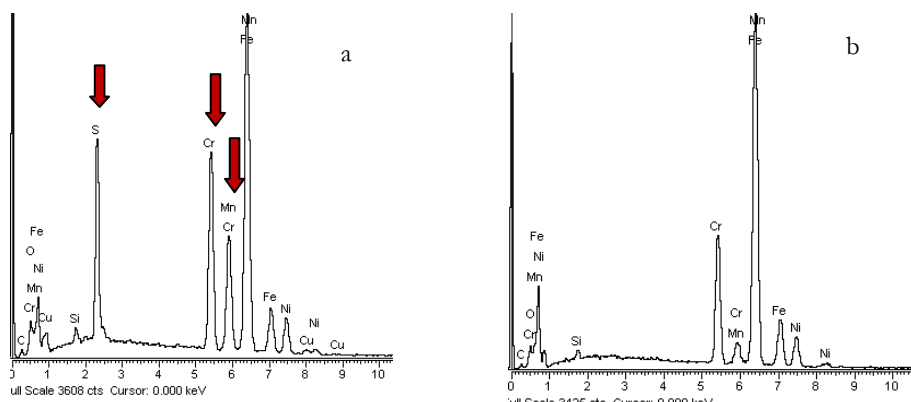 a
Mn
Fe
S
Cr
Mn
Cr
Fe
O
Ni
Mn
Cr
Cu
C
Si
Fe
Ni
Ni
Cu
Cu
0 1 2 3 4 5 6 7 8 9 10
ull Scale 3608 cts Cursor: 0.000 keV
b
Mn
Fe
Cr
Fe
Ni
Mn
O
Cr
C
Si
Cr
Mn
Fe
Ni
Ni
0 1 2 3 4 5 6 7 8 9 10